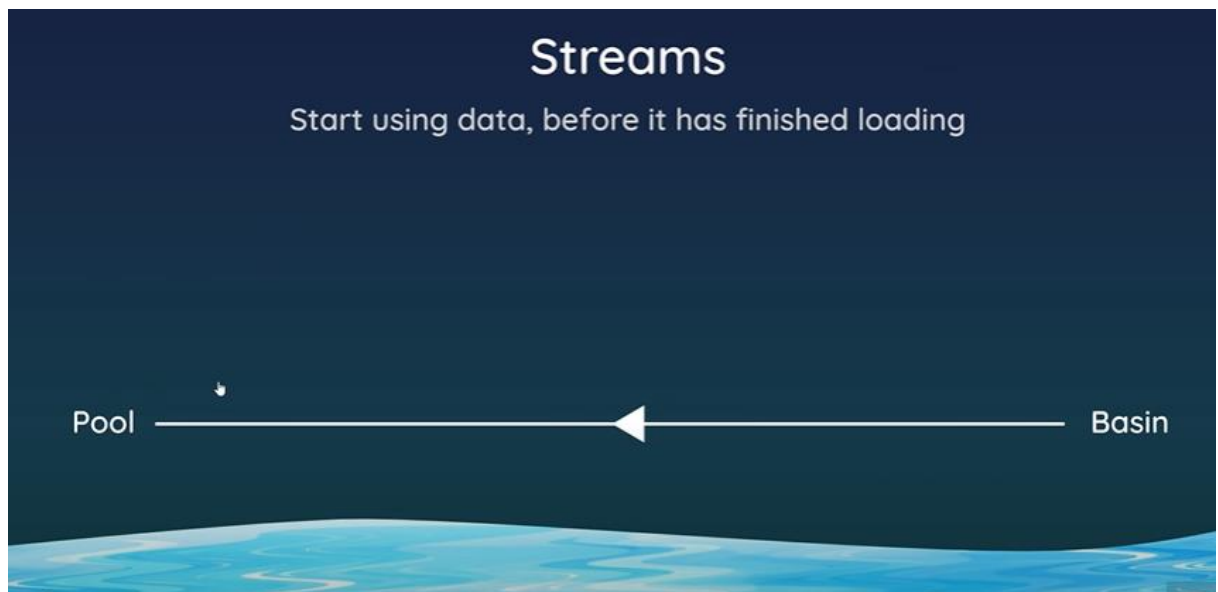 Streams
Start using data, before it has finished loading
Pool
Basin